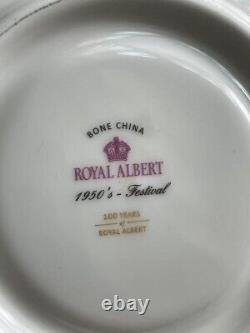 BONE CHINA
ROYAL ALBERT
1950's - Festival
100 YEARS
of
ROYAL ALBERT